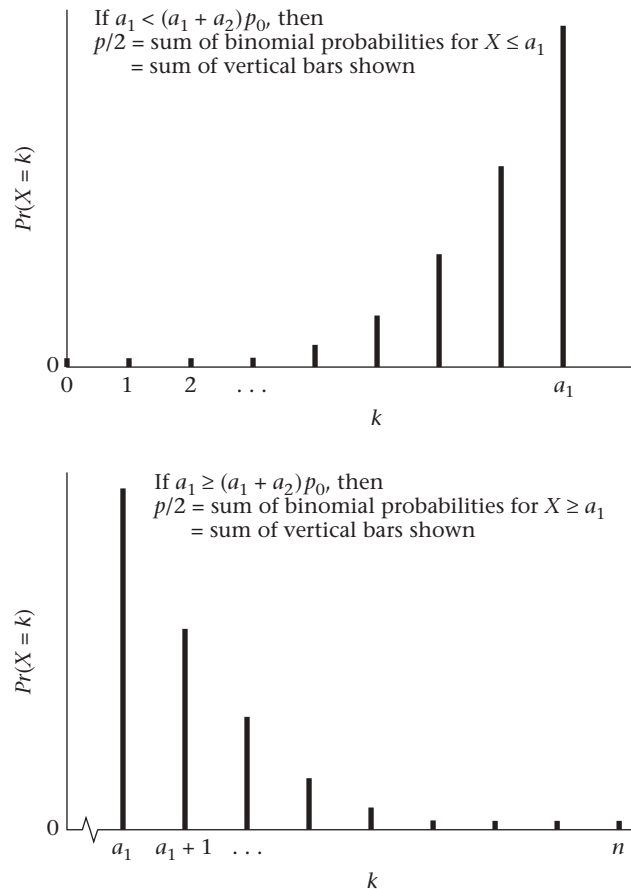 If a₁ < (a₁ + a₂)p₀, then
p/2 = sum of binomial probabilities for X ≤ a₁
= sum of vertical bars shown
Pr(X = k)
0
0 1 2 . . . a₁
k
If a₁ ≥ (a₁ + a₂)p₀, then
p/2 = sum of binomial probabilities for X ≥ a₁
= sum of vertical bars shown
Pr(X = k)
0
a₁ a₁ + 1 . . . n
k